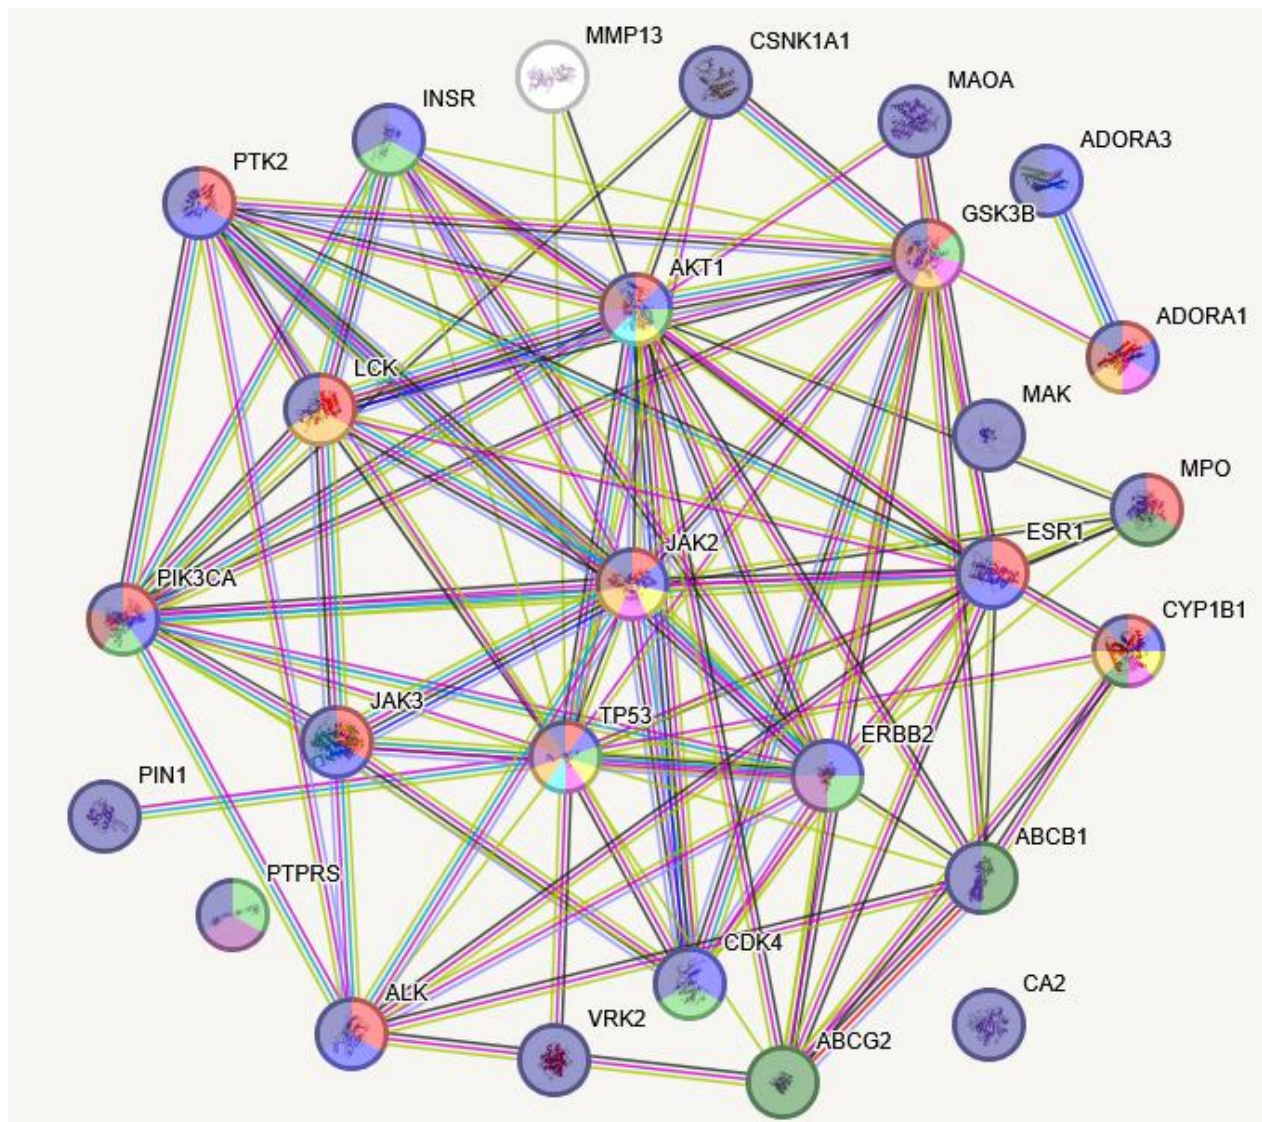 MMP13
CSNK1A1
MAOA
INSR
ADORA3
PTK2
GSK3B
AKT1
ADORA1
LCK
MAK
MPO
ESR1
JAK2
PIK3CA
CYP1B1
JAK3
TP53
ERBB2
PIN1
ABCB1
PTPRS
CDK4
CA2
ALK
VRK2
ABCG2